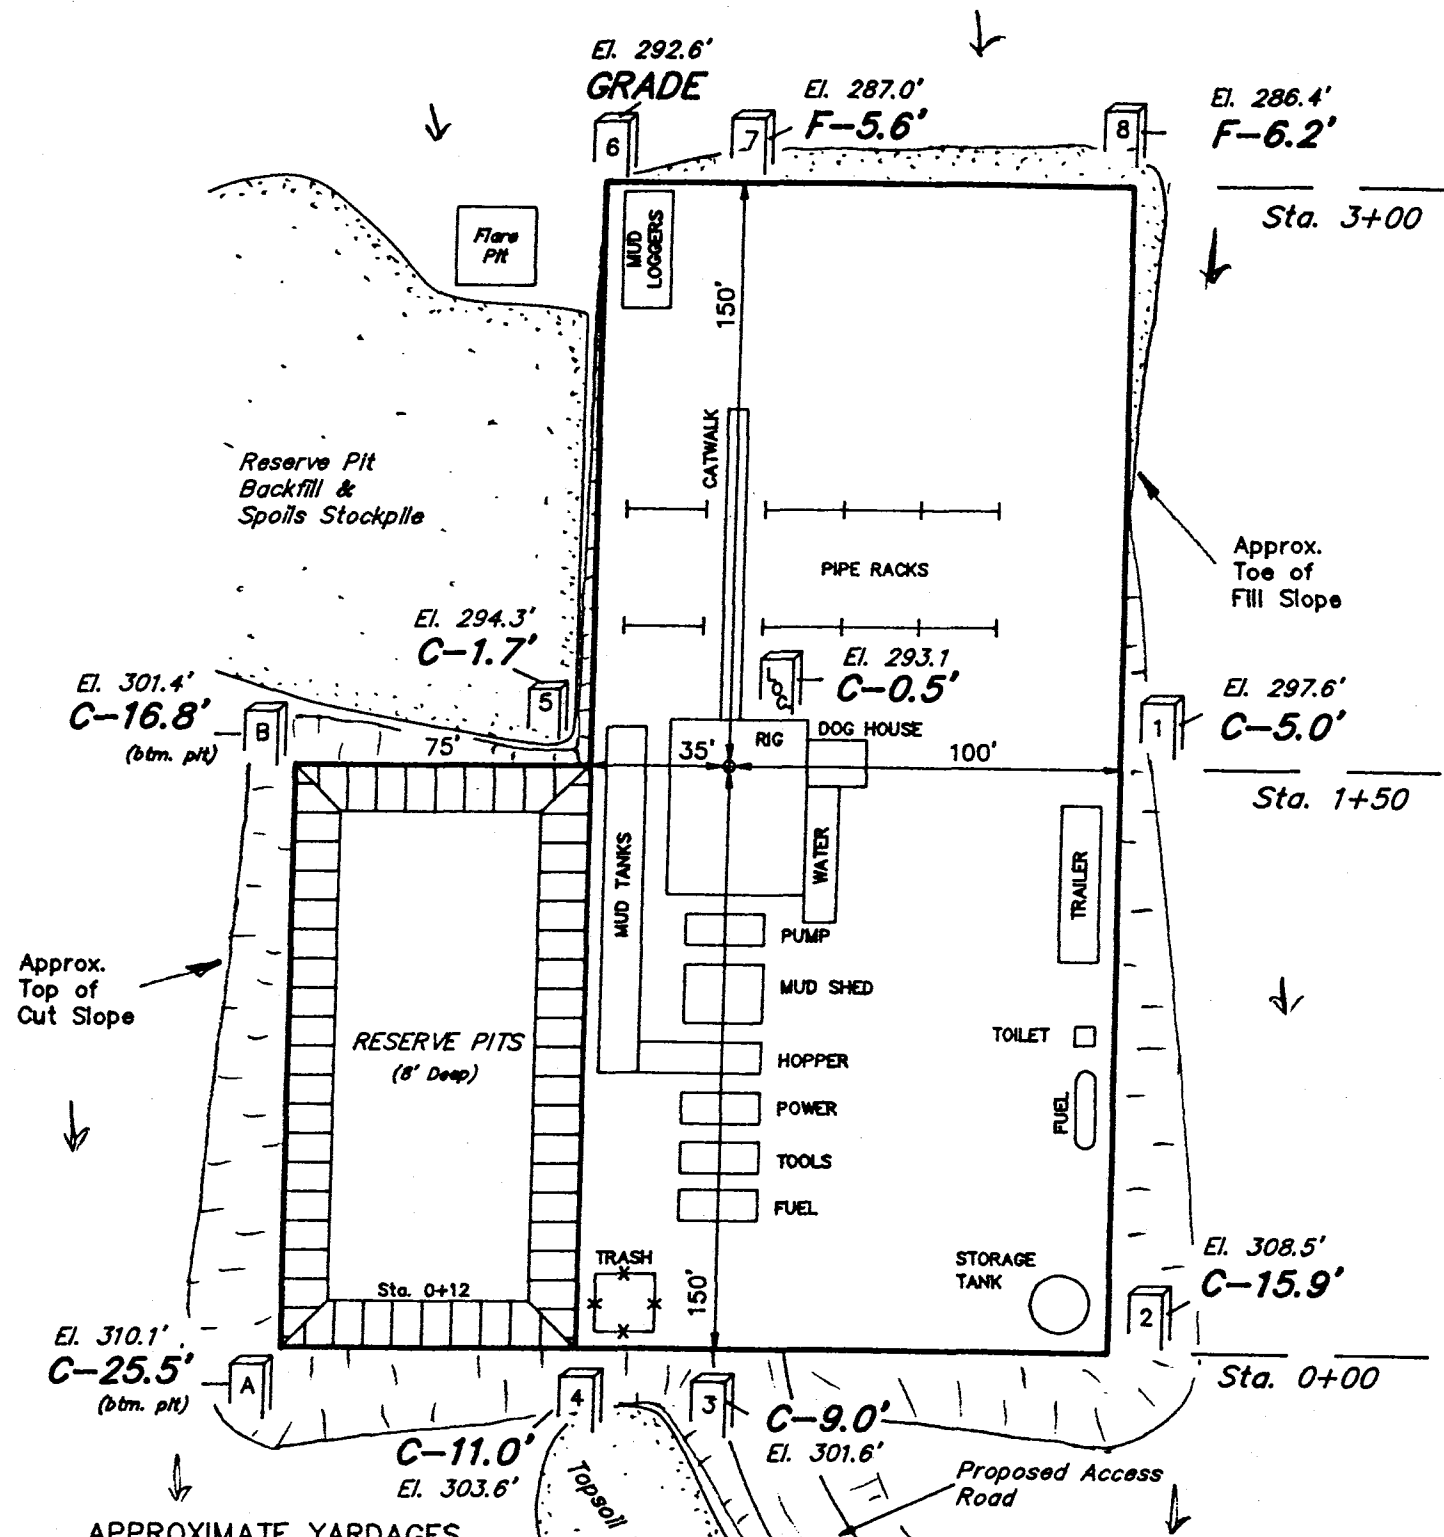 El. 292.6'
GRADE
6
El. 287.0'
F-5.6'
7
El. 286.4'
F-6.2'
8
Sta. 3+00
Flare
Pit
MUD
LOGGERS
150'
CATWALK
Reserve Pit
Backfill &
Spoils Stockpile
PIPE RACKS
Approx.
Toe of
Fill Slope
El. 294.3'
C-1.7'
5
El. 293.1
C-0.5'
LOC.
El. 301.4'
C-16.8'
(btm. pit)
B
El. 297.6'
C-5.0'
1
75'
35'
RIG
DOG HOUSE
100'
Sta. 1+50
MUD TANKS
WATER
TRAILER
PUMP
MUD SHED
Approx.
Top of
Cut Slope
RESERVE PITS
(8' Deep)
TOILET
HOPPER
POWER
FUEL
TOOLS
FUEL
TRASH
STORAGE
TANK
Sta. 0+12
150'
El. 308.5'
C-15.9'
2
El. 310.1'
C-25.5'
(btm. pit)
A
Sta. 0+00
4
C-11.0'
El. 303.6'
3
C-9.0'
El. 301.6'
Topsoil
Proposed Access
Road
APPROXIMATE YARDAGES